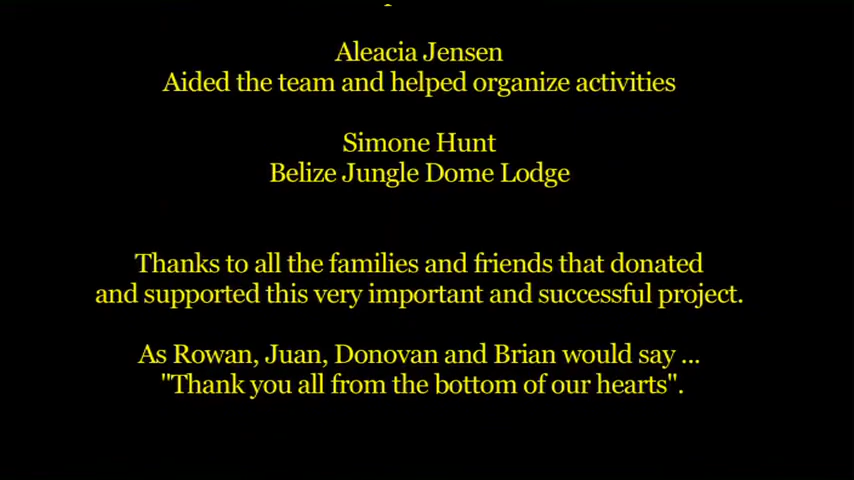 Aleacia Jensen
Aided the team and helped organize activities
Simone Hunt
Belize Jungle Dome Lodge
Thanks to all the families and friends that donated
and supported this very important and successful project.
As Rowan, Juan, Donovan and Brian would say ...
"Thank you all from the bottom of our hearts".